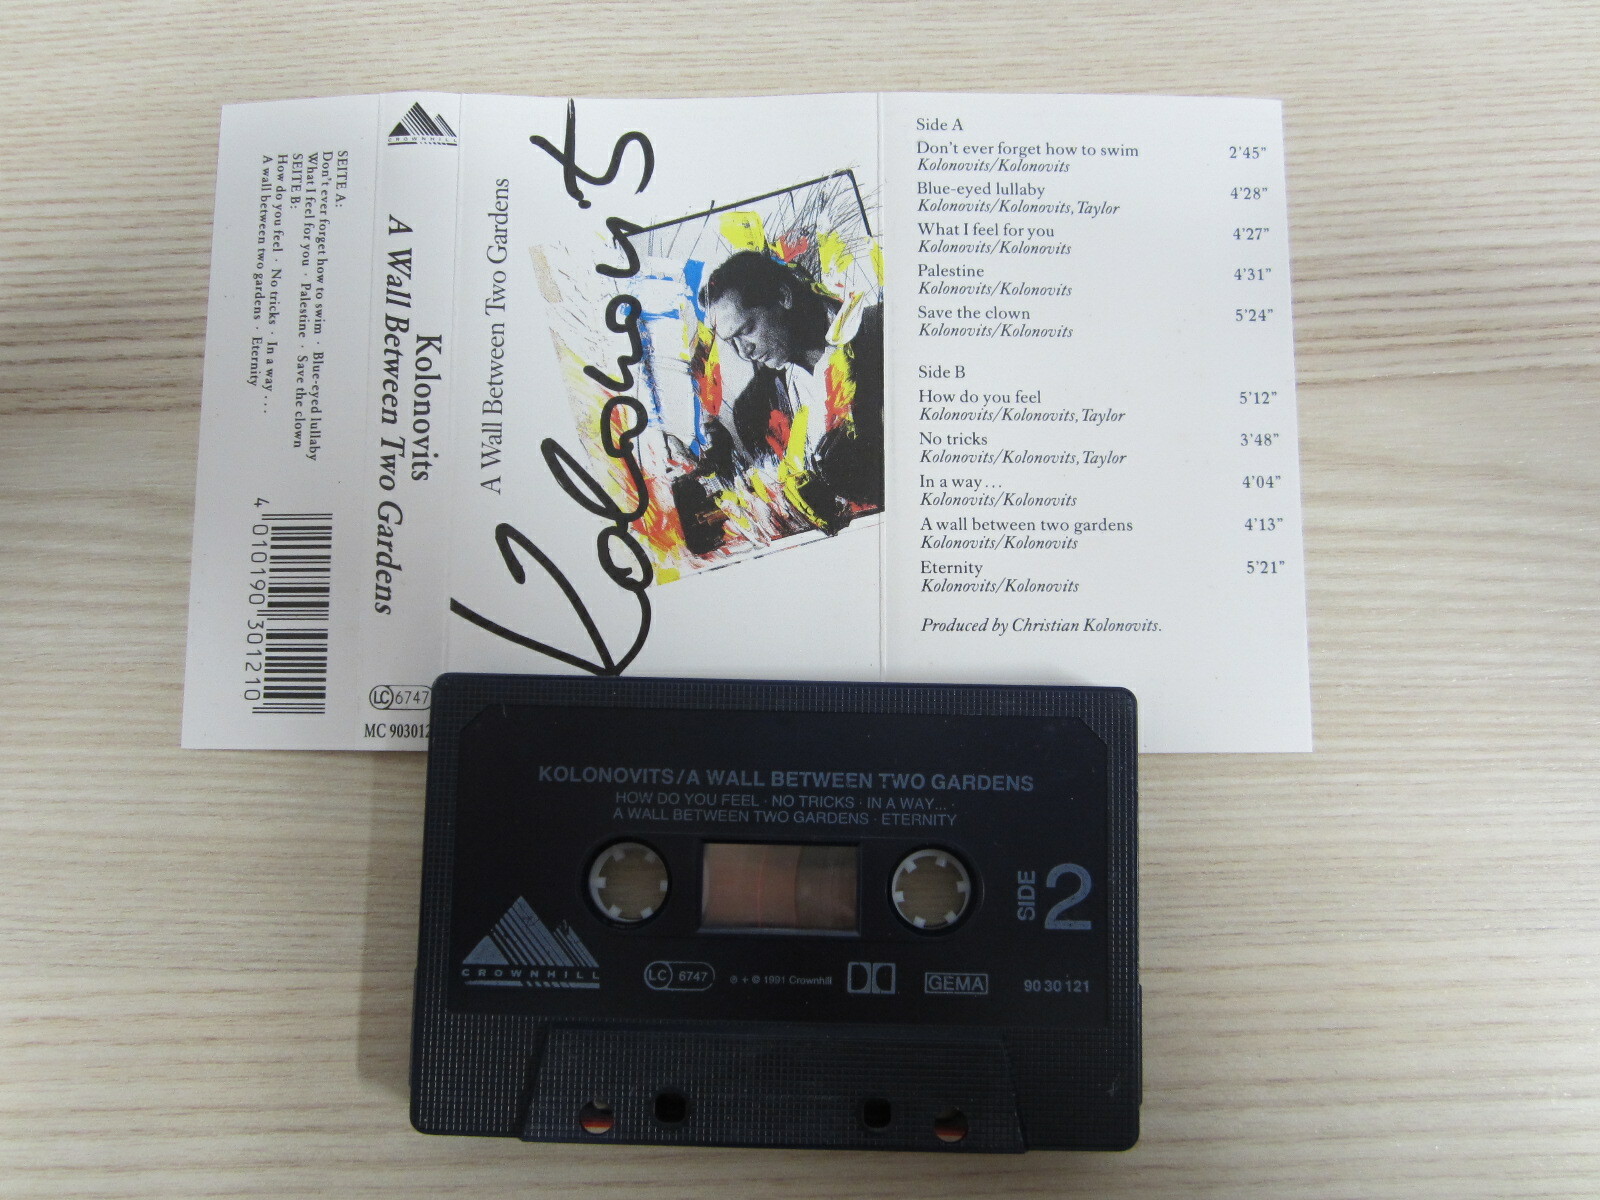 SEITE A:
Don't ever forget how to swim · Blue-eyed lullaby
What I feel for you · Palestine · Save the clown
SEITE B:
How do you feel · No tricks · In a way ...
A wall between two gardens · Eternity
4 010190 301210
CROWNHILL
Kolonovits
A Wall Between Two Gardens
LC 6747
MC 903012
A Wall Between Two Gardens
Kolonovits
Side A
Don't ever forget how to swim 2'45"
Kolonovits/Kolonovits
Blue-eyed lullaby 4'28"
Kolonovits/Kolonovits, Taylor
What I feel for you 4'27"
Kolonovits/Kolonovits
Palestine 4'31"
Kolonovits/Kolonovits
Save the clown 5'24"
Kolonovits/Kolonovits
Side B
How do you feel 5'12"
Kolonovits/Kolonovits, Taylor
No tricks 3'48"
Kolonovits/Kolonovits, Taylor
In a way ... 4'04"
Kolonovits/Kolonovits
A wall between two gardens 4'13"
Kolonovits/Kolonovits
Eternity 5'21"
Kolonovits/Kolonovits
Produced by Christian Kolonovits.
KOLONOVITS/A WALL BETWEEN TWO GARDENS
HOW DO YOU FEEL · NO TRICKS · IN A WAY... ·
A WALL BETWEEN TWO GARDENS · ETERNITY
SIDE 2
CROWNHILL
LC 6747
℗ + © 1991 Crownhill
GEMA
90 30 121